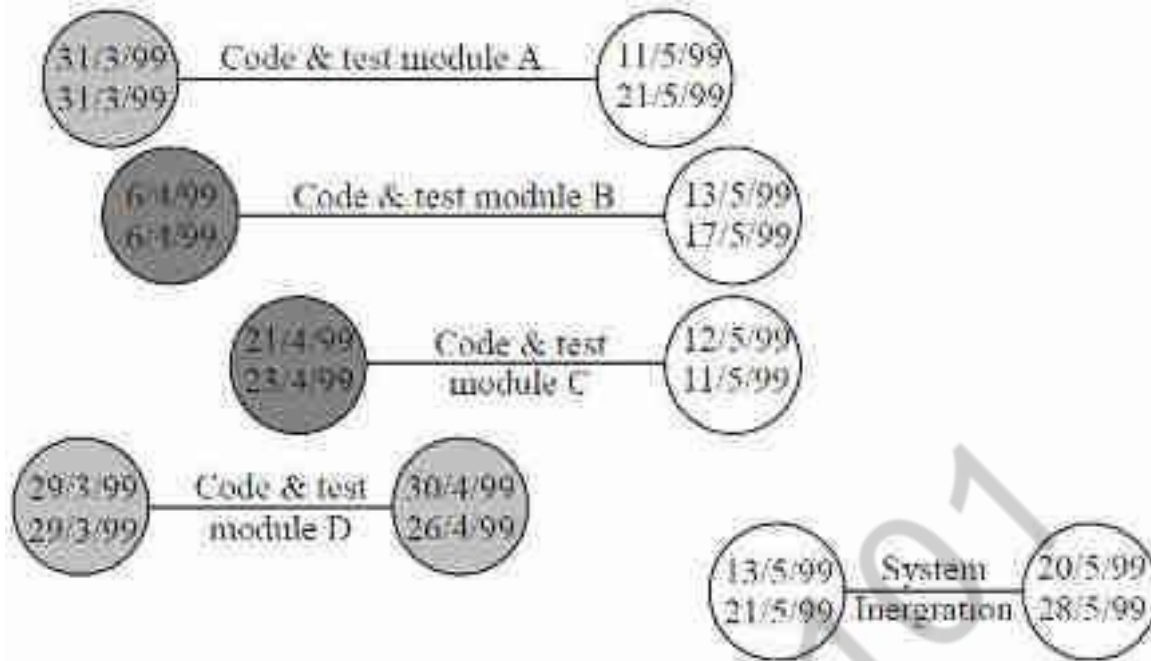 31/3/99 Code & test module A 11/5/99
31/3/99 21/5/99
6/4/99 Code & test module B 13/5/99
6/4/99 17/5/99
21/4/99 Code & test 12/5/99
23/4/99 module C 11/5/99
29/3/99 Code & test 30/4/99
29/3/99 module D 26/4/99
13/5/99 System 20/5/99
21/5/99 Inergration 28/5/99
101